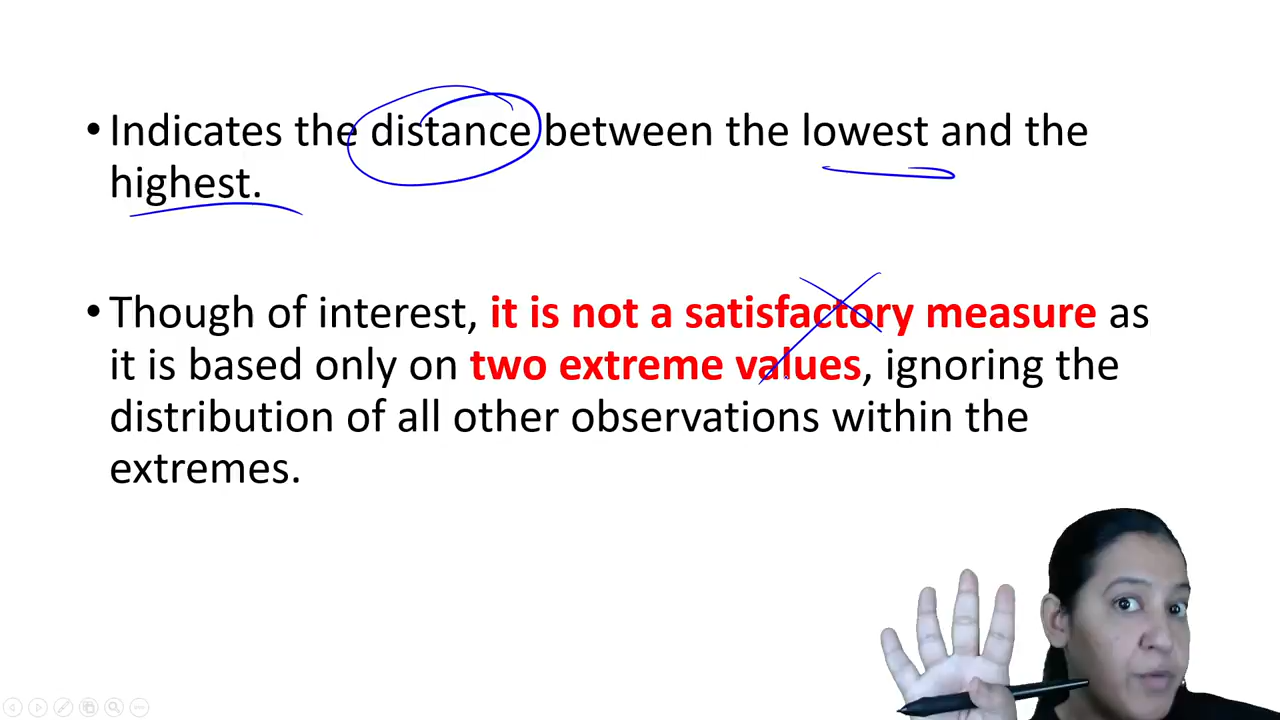 •Indicates the distance between the lowest and the
highest.
•Though of interest, it is not a satisfactory measure as
it is based only on two extreme values, ignoring the
distribution of all other observations within the
extremes.